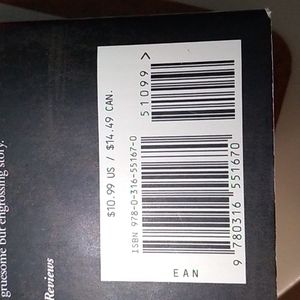 gruesome but engrossing story.
Reviews
$10.99 US / $14.49 CAN.
51099>
ISBN 978-0-316-55167-0
9 780316 551670
EAN